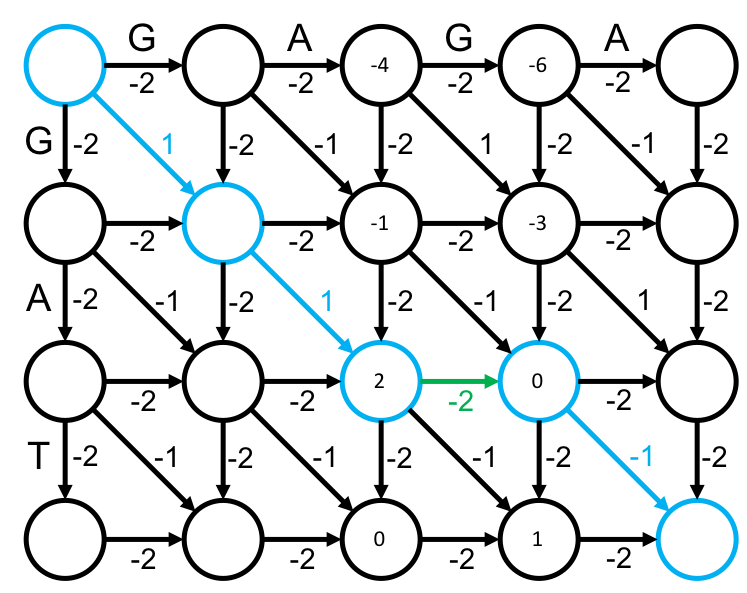 G A G A
-4 -6
-2 -2 -2 -2
G -2 1 -2 -1 -2 1 -2 -1 -2
-1 -3
-2 -2 -2 -2
A -2 -1 -2 1 -2 -1 -2 1 -2
2 0
-2 -2 -2 -2
T -2 -1 -2 -1 -2 -1 -2 -1 -2
0 1
-2 -2 -2 -2